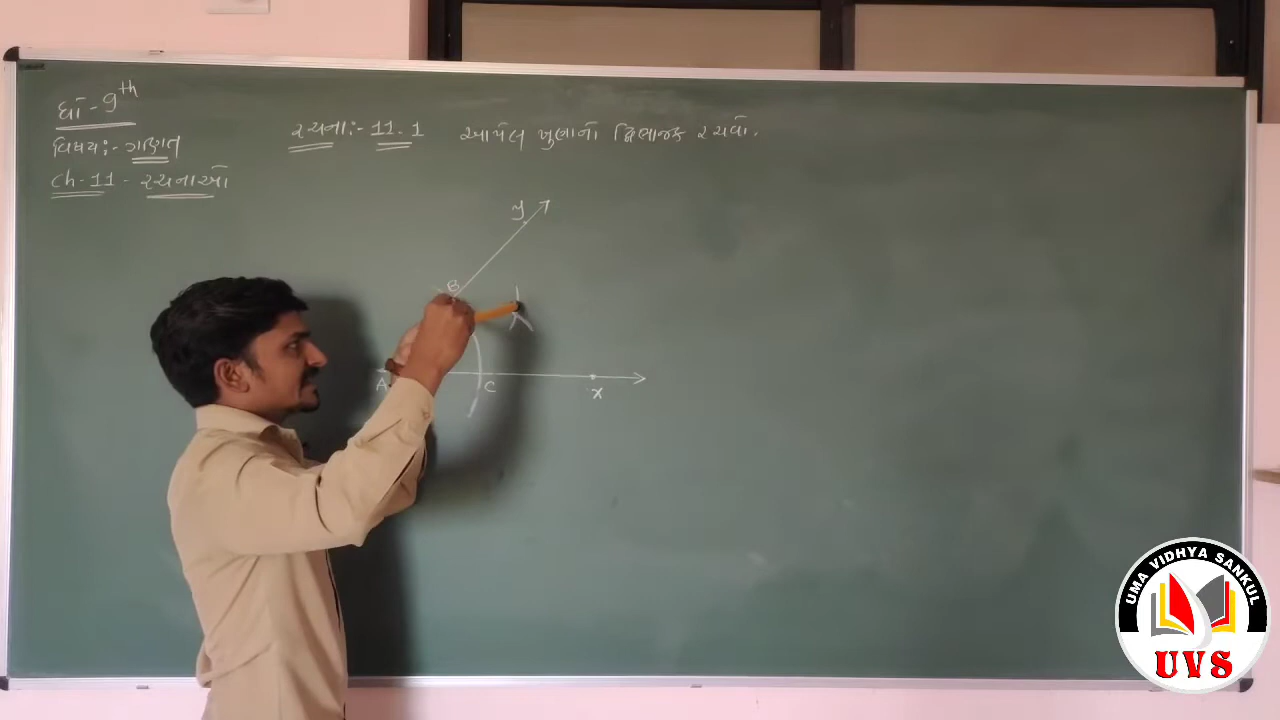 ધો - 9th
વિષય:- ગણિત
Ch-11 - રચનાઓ
રચના:- 11.1 આપેલ ખુણાનો દ્વિભાજક રચવો.
y
B
A
C
x
UMA VIDHYA SANKUL
UVS